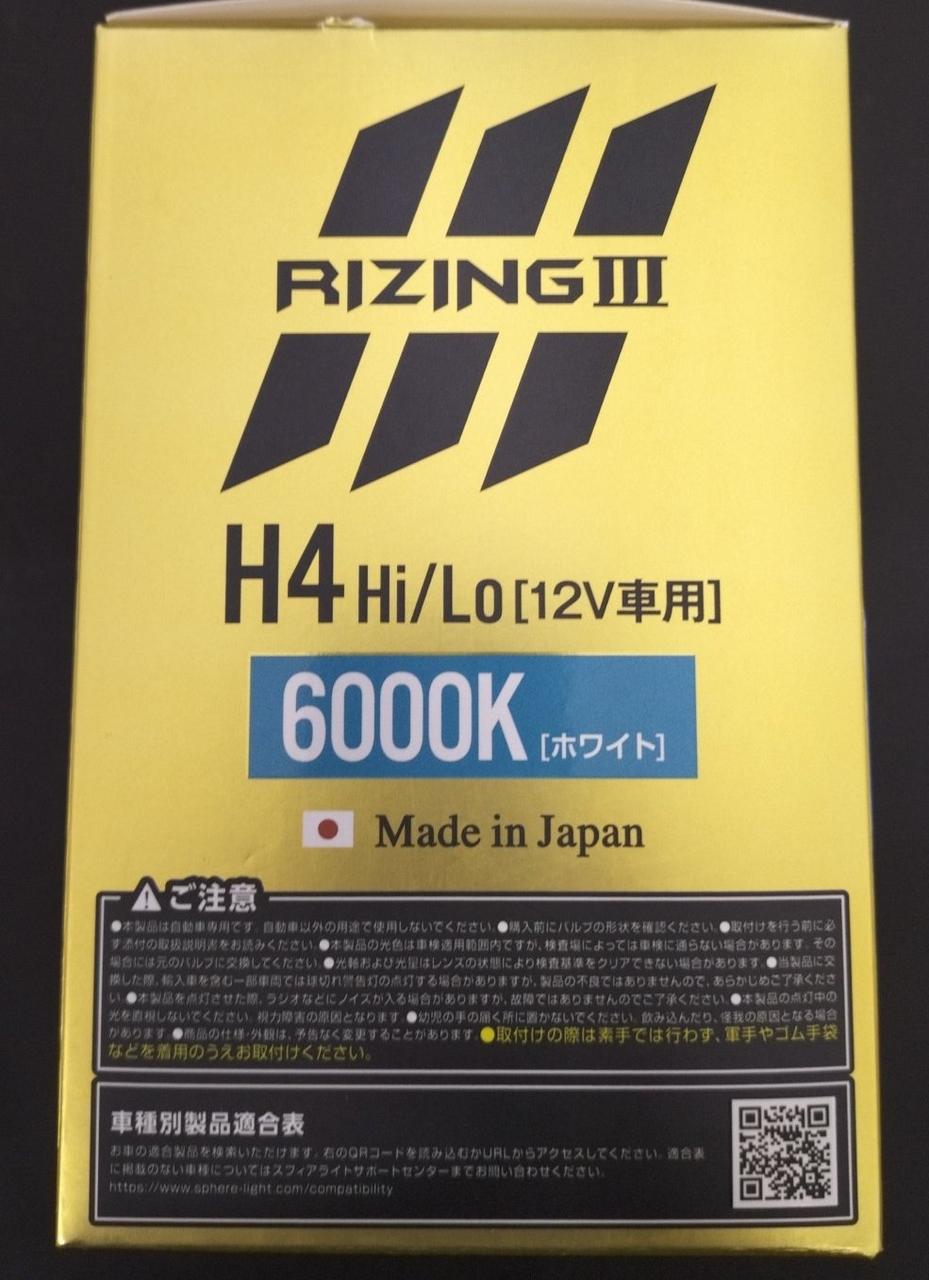 RIZING III
H4 Hi/Lo [12V車用]
6000K [ホワイト]
Made in Japan
ご注意
●本製品は自動車専用です。自動車以外の用途で使用しないでください。●購入前にバルブの形状を確認ください。●取付けを行う前に必
ず添付の取扱説明書をお読みください。●本製品の光色は車検適用範囲内ですが、検査場によっては車検に通らない場合があります。その
場合には元のバルブに交換してください。●光軸および光量はレンズの状態により検査基準をクリアできない場合があります。●当製品に交
換した際、輸入車を含む一部車両では球切れ警告灯の点灯する場合がありますが、製品の不良ではありませんので、あらかじめご了承くださ
い。●本製品を点灯させた際、ラジオなどにノイズが入る場合がありますが、故障ではありませんのでご了承ください。●本製品の点灯中の
光を直視しないでください。視力障害の原因となります。●幼児の手の届く所に置かないでください。飲み込んだり、怪我の原因となる場合
があります。●商品の仕様・外観は、予告なく変更することがあります。●取付けの際は素手では行わず、軍手やゴム手袋
などを着用のうえお取付けください。
車種別製品適合表
お車の適合製品を検索いただけます。右のQRコードを読み込むかURLからアクセスしてください。適合表
に掲載のない車種についてはスフィアライトサポートセンターまでお問い合わせください。
https://www.sphere-light.com/compatibility